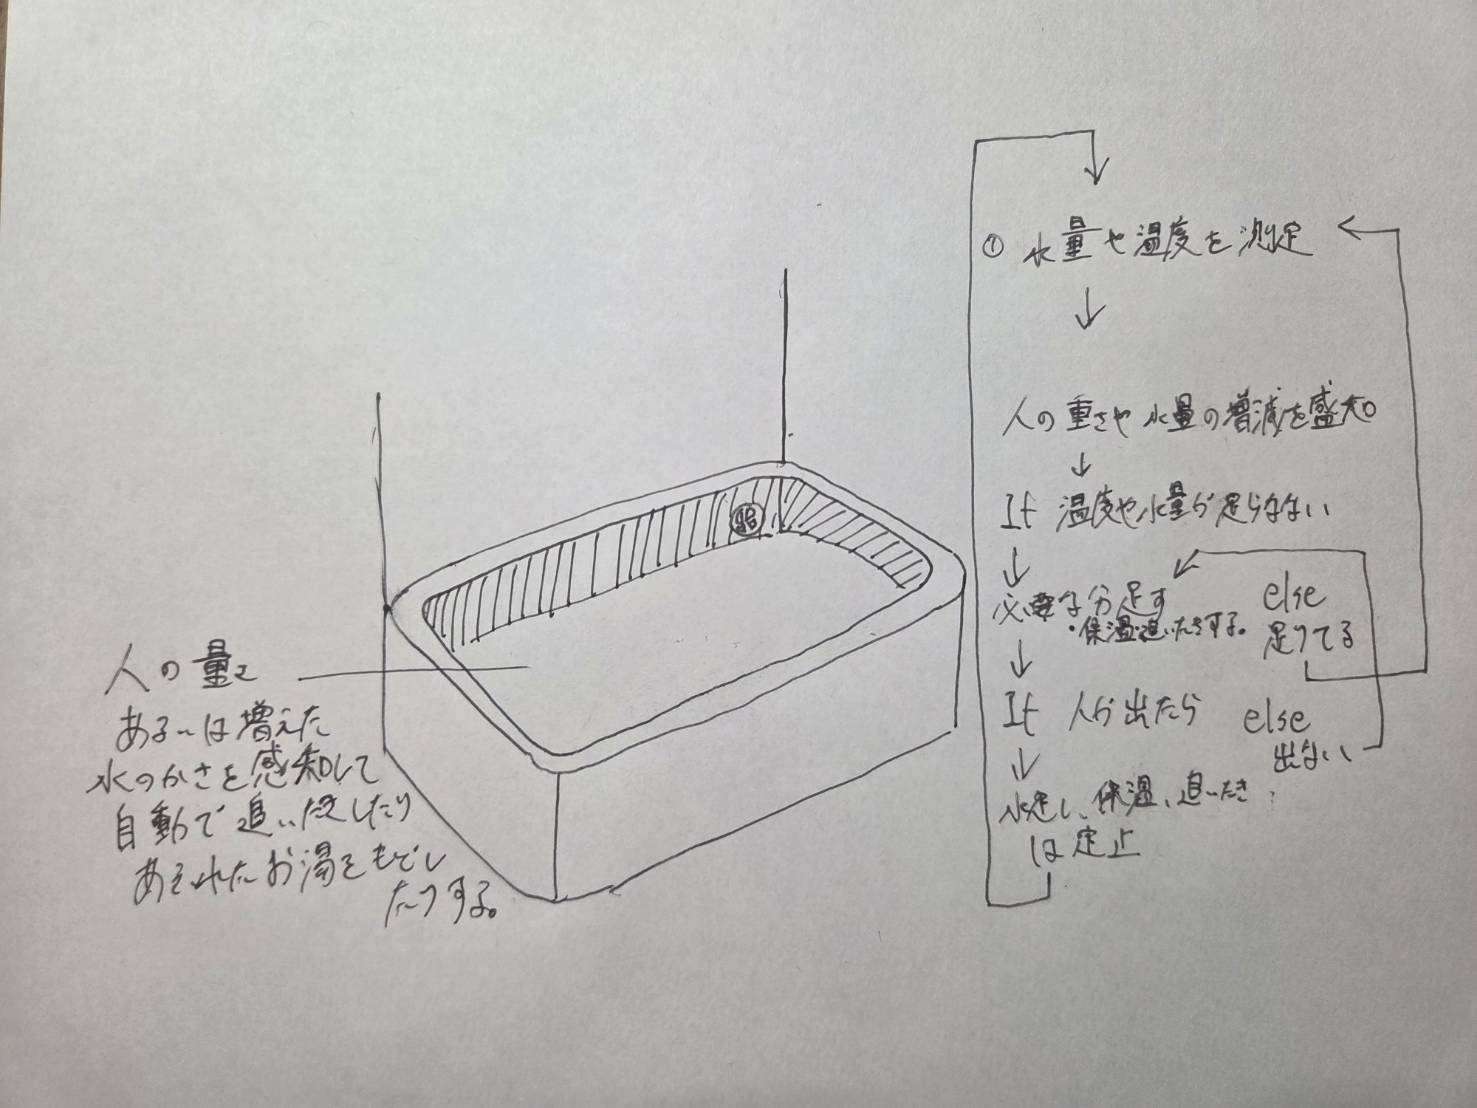 人の量と
あるいは増えた
水のかさを感知して
自動で追い炊したり
あふれたお湯をもどし
たりする。
① 水量や温度を測定
↓
人の重さや水量の増減を感知
↓
If 温度や水量が足らなない
↓
必要な分足す
・保温追いたきする。
else
足りてる
↓
If 人が出たら
else
出ない
↓
水足し、保温、追いたき
は定止